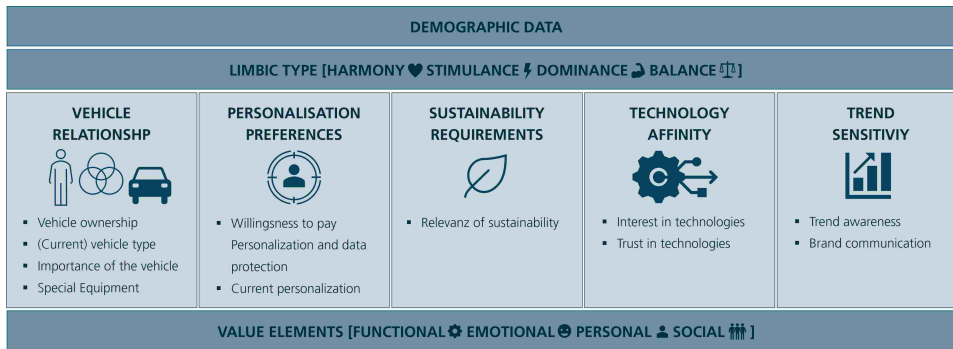 DEMOGRAPHIC DATA
LIMBIC TYPE [HARMONY STIMULANCE DOMINANCE BALANCE ]
VEHICLE
RELATIONSHP
▪ Vehicle ownership
▪ (Current) vehicle type
▪ Importance of the vehicle
▪ Special Equipment
PERSONALISATION
PREFERENCES
▪ Willingsness to pay
Personalization and data
protection
▪ Current personalization
SUSTAINABILITY
REQUIREMENTS
▪ Relevanz of sustainability
TECHNOLOGY
AFFINITY
▪ Interest in technologies
▪ Trust in technologies
TREND
SENSITIVIY
▪ Trend awareness
▪ Brand communication
VALUE ELEMENTS [FUNCTIONAL EMOTIONAL PERSONAL SOCIAL ]